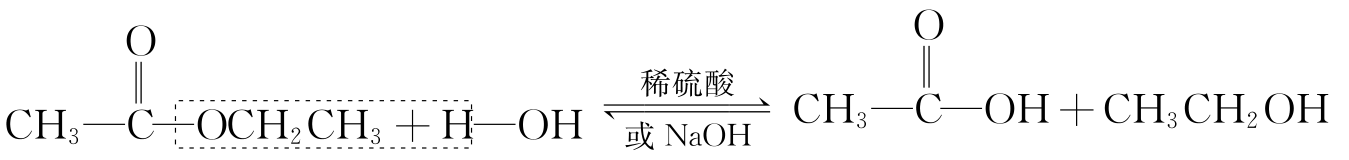 O O
CH₃—C—OCH₂CH₃ + H—OH 稀硫酸 或 NaOH CH₃—C—OH + CH₃CH₂OH